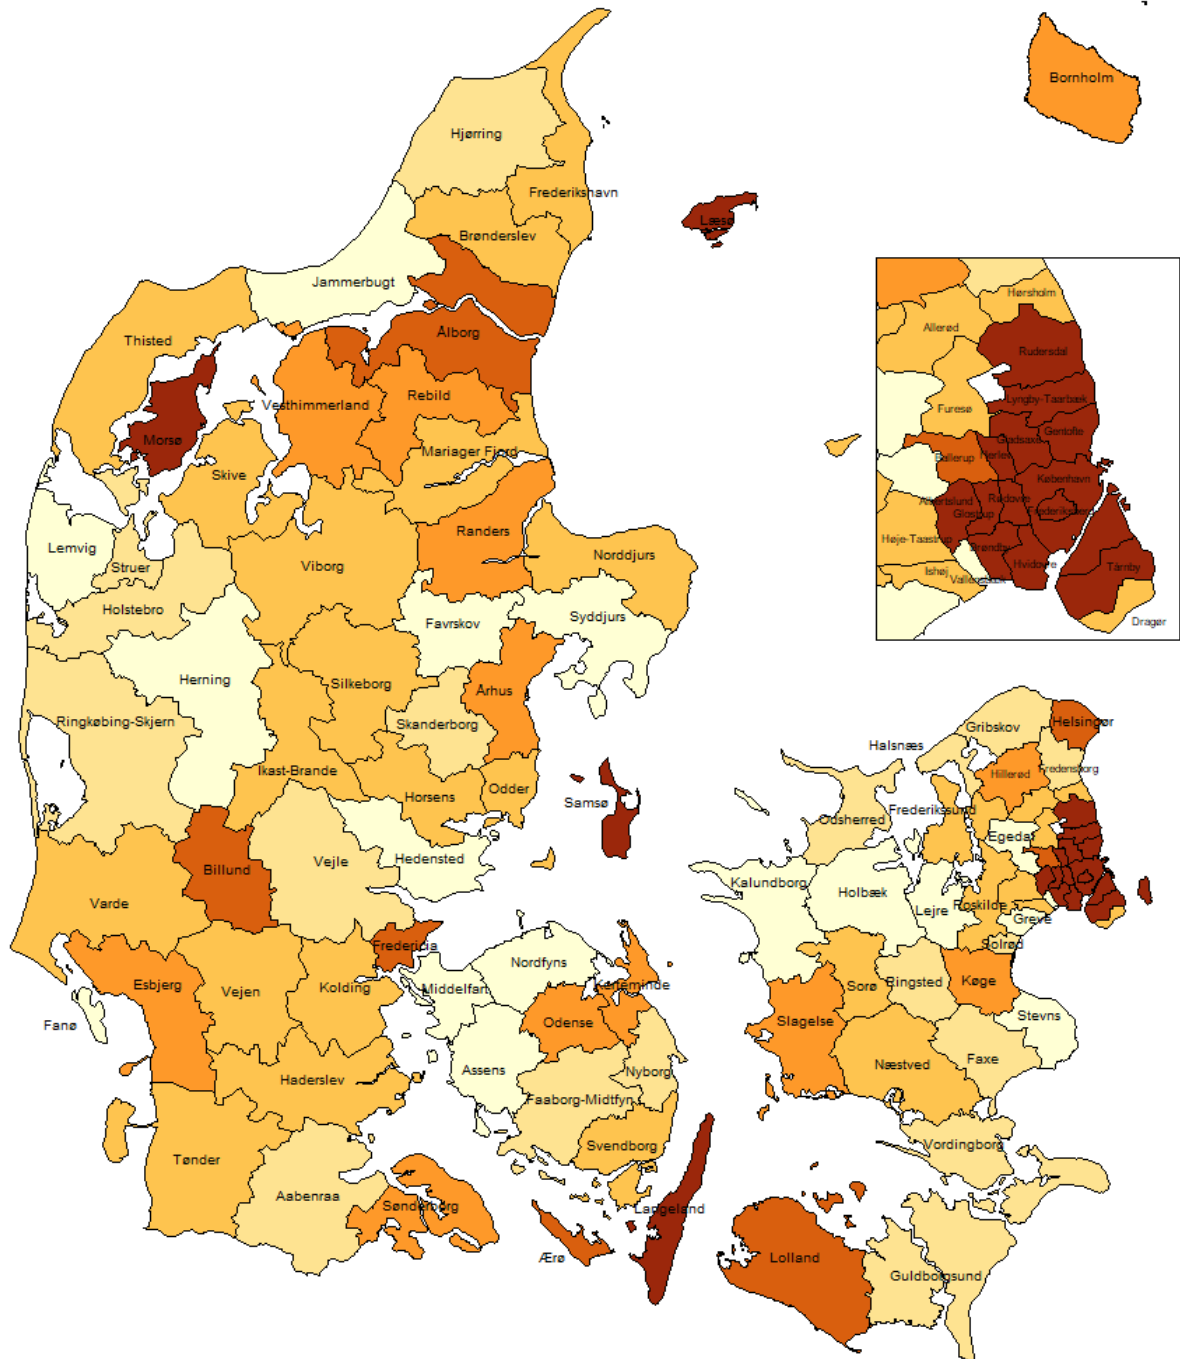 Bornholm
Hjørring
Frederikshavn
Læsø
Brønderslev
Jammerbugt
Hørsholm
Ålborg
Allerød
Thisted
Rudersdal
Rebild
Vesthimmerland
Lyngby-Taarbæk
Furesø
Gentofte
Morsø
Gladsaxe
Mariager Fjord
Ballerup
Herlev
Skive
København
Albertslund
Rødovre
Glostrup
Frederiksberg
Randers
Høje-Taastrup
Brøndby
Lemvig
Norddjurs
Struer
Viborg
Hvidovre
Tårnby
Ishøj
Vallensbæk
Holstebro
Syddjurs
Favrskov
Dragør
Herning
Silkeborg
Århus
Ringkøbing-Skjern
Skanderborg
Helsingør
Gribskov
Halsnæs
Ikast-Brande
Hillerød
Fredensborg
Odder
Horsens
Samsø
Frederikssund
Odsherred
Egedal
Vejle
Hedensted
Billund
Kalundborg
Holbæk
Varde
Lejre
Roskilde
Greve
Fredericia
Solrød
Nordfyns
Esbjerg
Vejen
Kolding
Middelfart
Kerteminde
Sorø
Ringsted
Køge
Fanø
Odense
Slagelse
Stevns
Faxe
Næstved
Assens
Nyborg
Haderslev
Faaborg-Midtfyn
Svendborg
Vordingborg
Tønder
Aabenraa
Sønderborg
Langeland
Ærø
Lolland
Guldborgsund